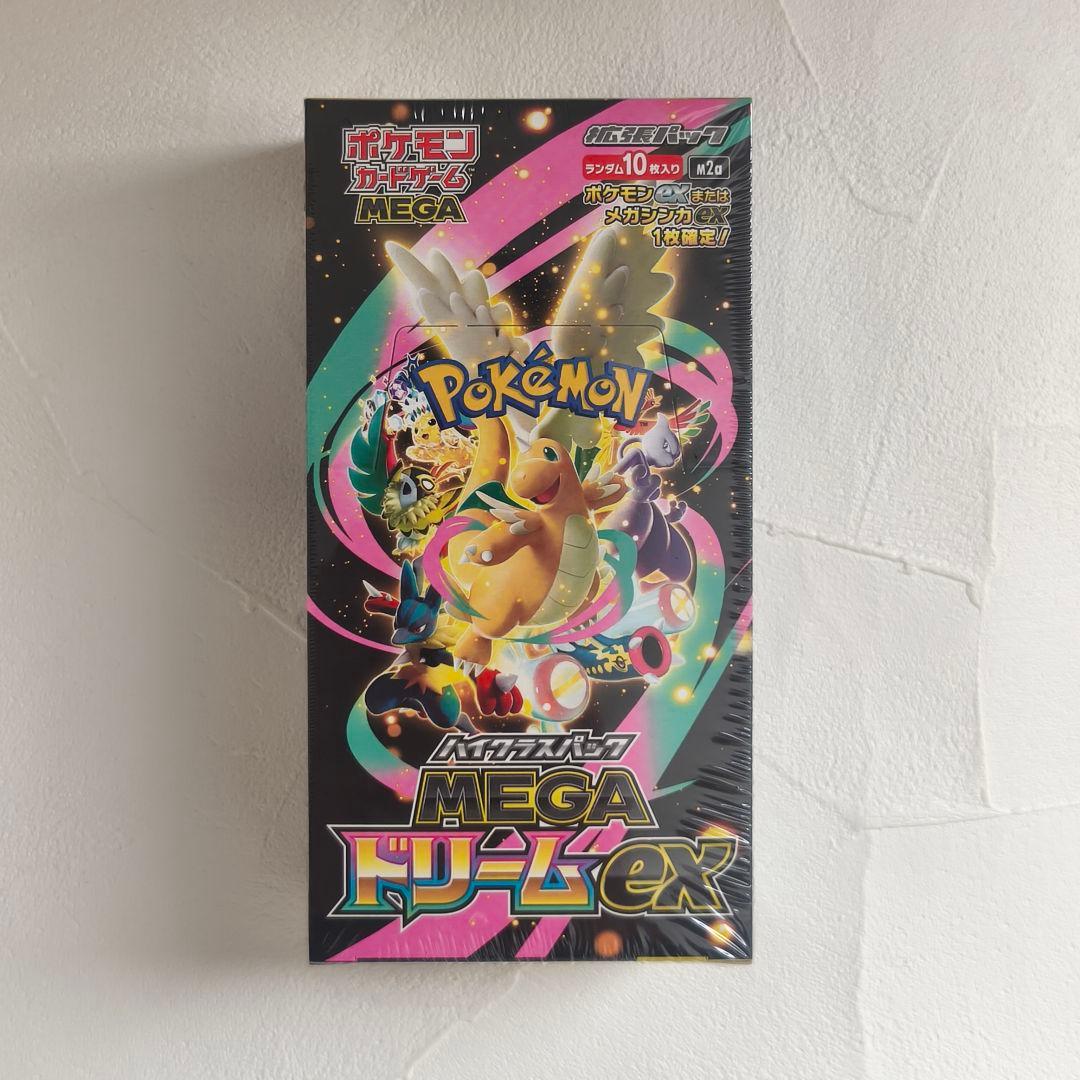 ポケモン
カードゲーム™
MEGA
拡張パック
ランダム10枚入り M2a
ポケモンexまたは
メガシンカex
1枚確定!
POKéMON™
ハイクラスパック
MEGA
ドリームex